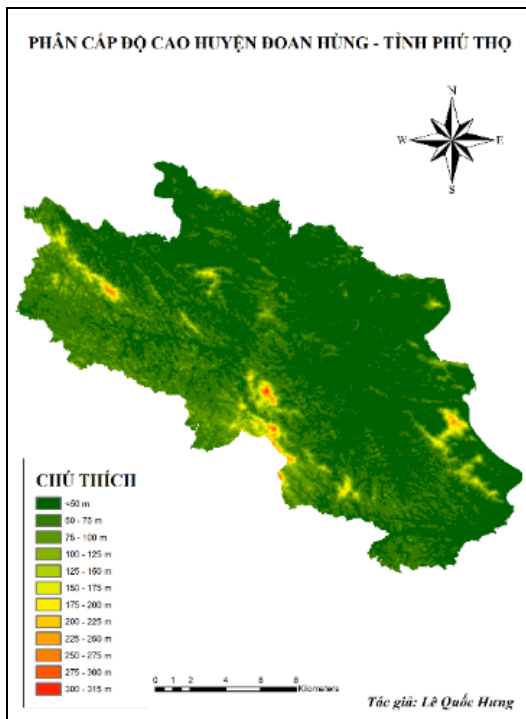 PHÂN CẤP ĐỘ CAO HUYỆN ĐOAN HÙNG - TỈNH PHÚ THỌ
N
W E
S
CHÚ THÍCH
<50 m
50 - 75 m
75 - 100 m
100 - 125 m
125 - 150 m
150 - 175 m
175 - 200 m
200 - 225 m
225 - 250 m
250 - 275 m
275 - 300 m
300 - 315 m
0 1 2 4 6 8
Kilometers
Tác giả: Lê Quốc Hưng